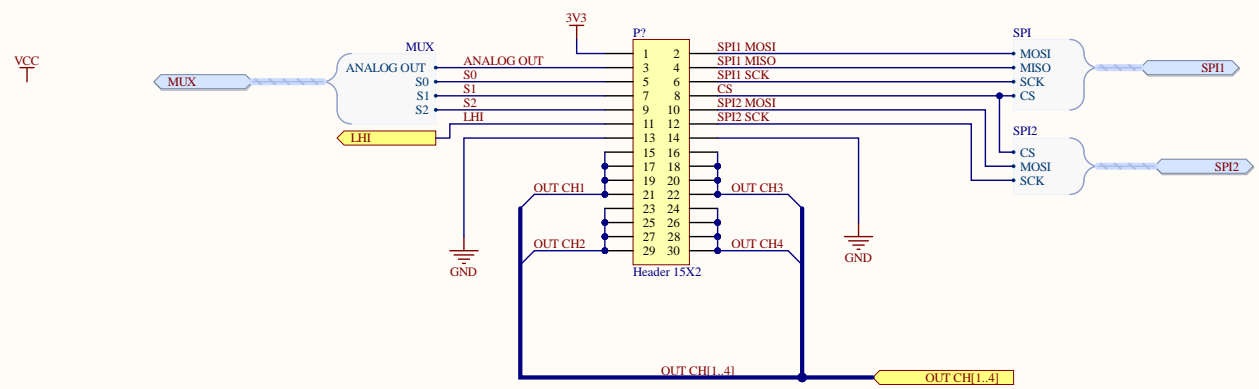 3V3
P?
SPI
MUX
VCC
1 2 SPI1 MOSI MOSI
ANALOG OUT ANALOG OUT 3 4 SPI1 MISO MISO SPI1
MUX S0 S0 5 6 SPI1 SCK SCK
S1 S1 7 8 CS CS
S2 S2 9 10 SPI2 MOSI
LHI 11 12 SPI2 SCK
LHI 13 14 SPI2
15 16 CS
17 18 MOSI SPI2
19 20 SCK
OUT CH1 21 22 OUT CH3
23 24
25 26
27 28
OUT CH2 29 30 OUT CH4
GND Header 15X2 GND
OUT CH[1..4] OUT CH[1..4]